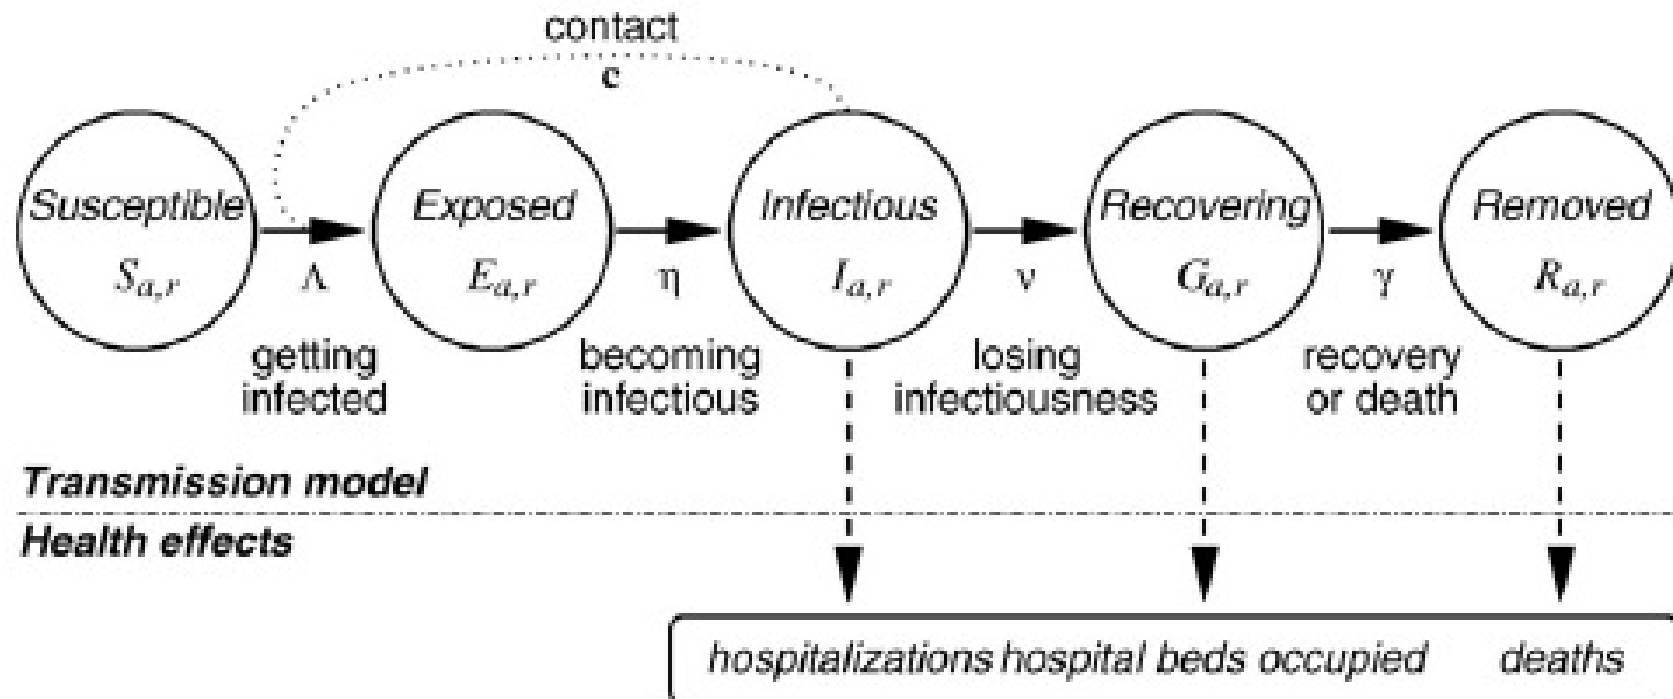 contact
c
Susceptible Exposed Infectious Recovering Removed
S_{a,r} Λ E_{a,r} η I_{a,r} ν G_{a,r} γ R_{a,r}
getting becoming losing recovery
infected infectious infectiousness or death
Transmission model
Health effects
hospitalizations hospital beds occupied deaths